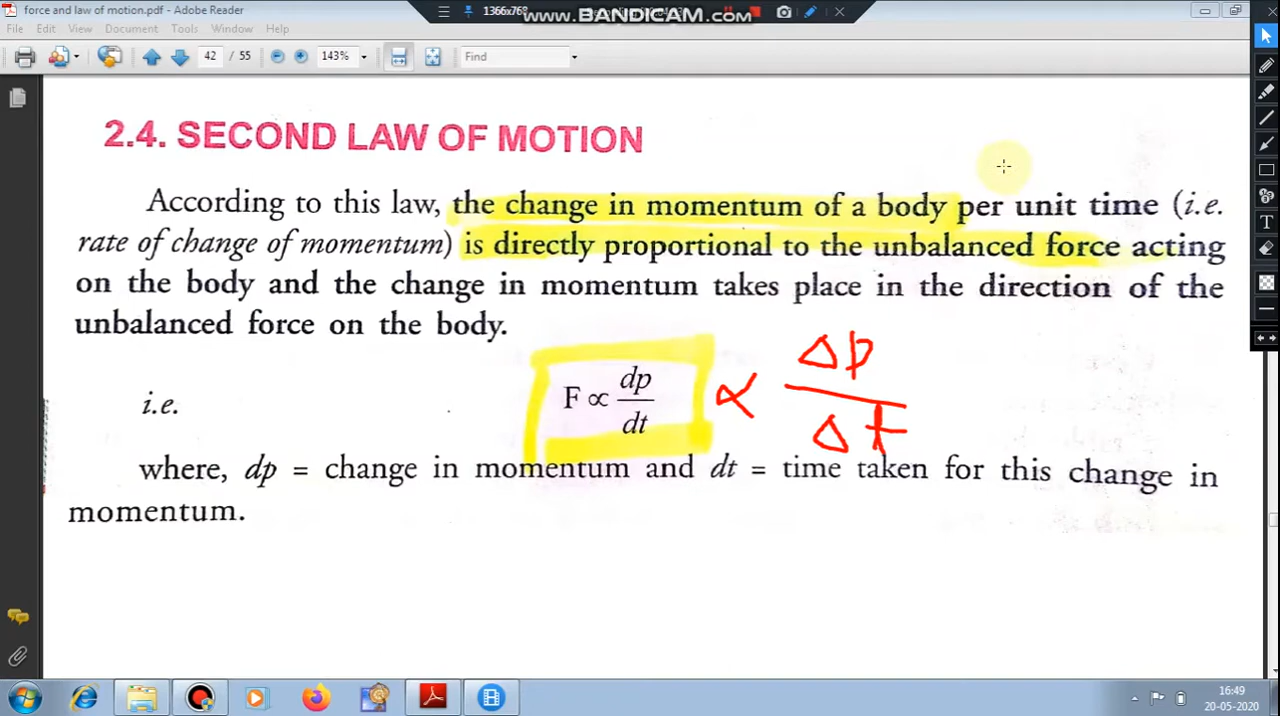 force and law of motion.pdf - Adobe Reader
1366x768
www.BANDICAM.com
File Edit View Document Tools Window Help
42 / 55 143% Find
2.4. SECOND LAW OF MOTION
According to this law, the change in momentum of a body per unit time (i.e.
rate of change of momentum) is directly proportional to the unbalanced force acting
on the body and the change in momentum takes place in the direction of the
unbalanced force on the body.
i.e. F ∝ dp/dt ∝ Δp/Δt
where, dp = change in momentum and dt = time taken for this change in
momentum.
16:49
20-05-2020